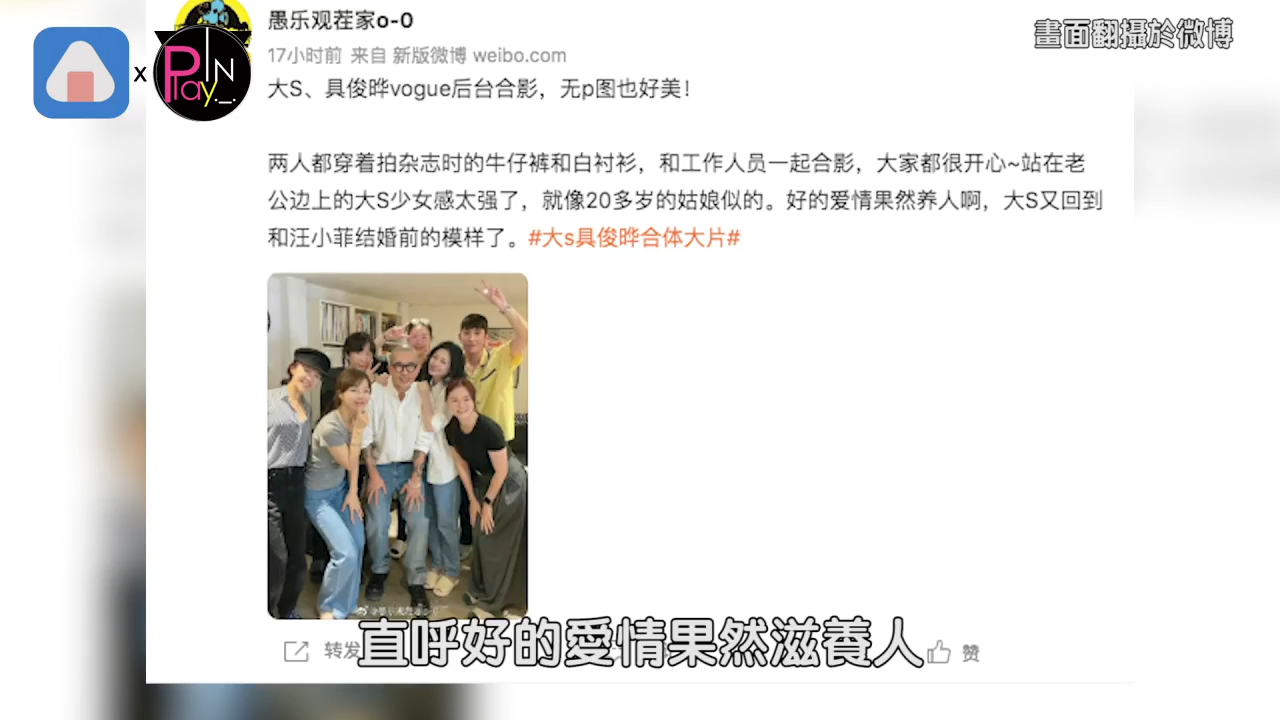 愚乐观茬家o-0
畫面翻攝於微博
17小时前 来自 新版微博 weibo.com
x
PlayIN
大S、具俊晔vogue后台合影，无p图也好美！
两人都穿着拍杂志时的牛仔裤和白衬衫，和工作人员一起合影，大家都很开心~站在老
公边上的大S少女感太强了，就像20多岁的姑娘似的。好的爱情果然养人啊，大S又回到
和汪小菲结婚前的模样了。#大s具俊晔合体大片#
转发
直呼好的愛情果然滋養人
赞